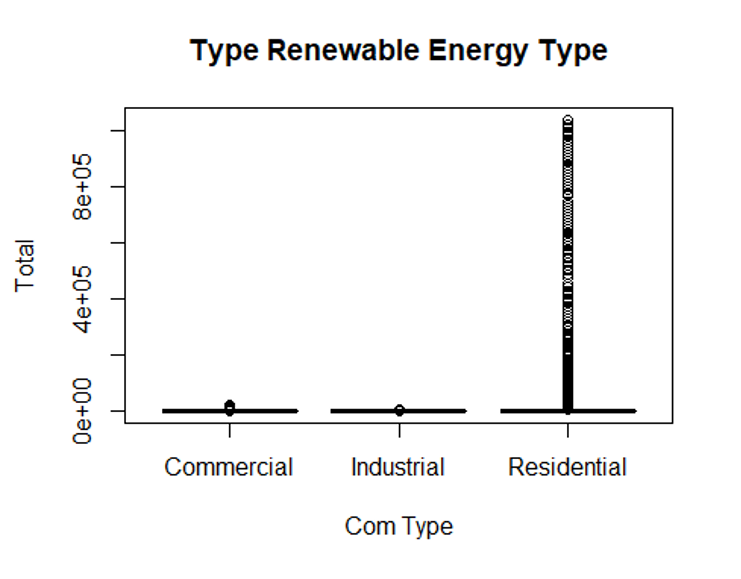 Type Renewable Energy Type
8e+05
4e+05
0e+00
Total
Commercial Industrial Residential
Com Type